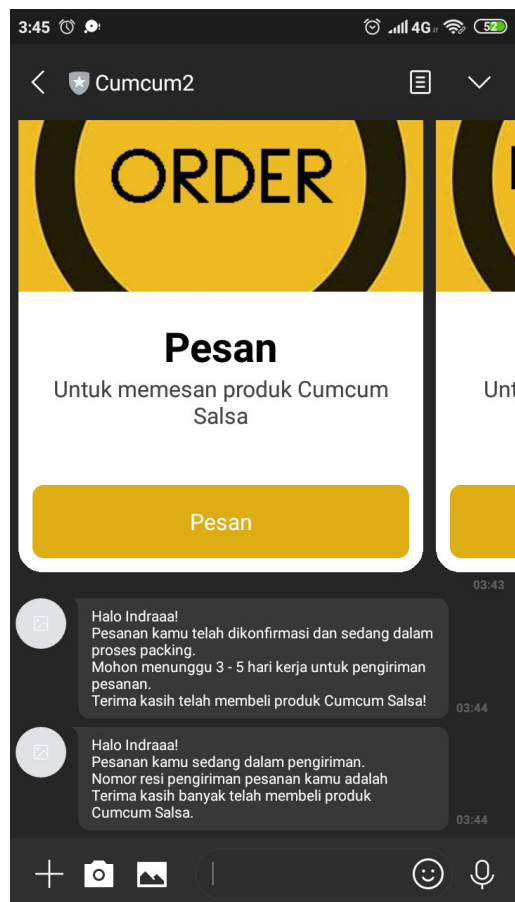 3:45
4G
52
Cumcum2
ORDER
Pesan
Untuk memesan produk Cumcum
Salsa
Pesan
Unt
03:43
Halo Indraaa!
Pesanan kamu telah dikonfirmasi dan sedang dalam
proses packing.
Mohon menunggu 3 - 5 hari kerja untuk pengiriman
pesanan.
Terima kasih telah membeli produk Cumcum Salsa!
03:44
Halo Indraaa!
Pesanan kamu sedang dalam pengiriman.
Nomor resi pengiriman pesanan kamu adalah
Terima kasih banyak telah membeli produk
Cumcum Salsa.
03:44